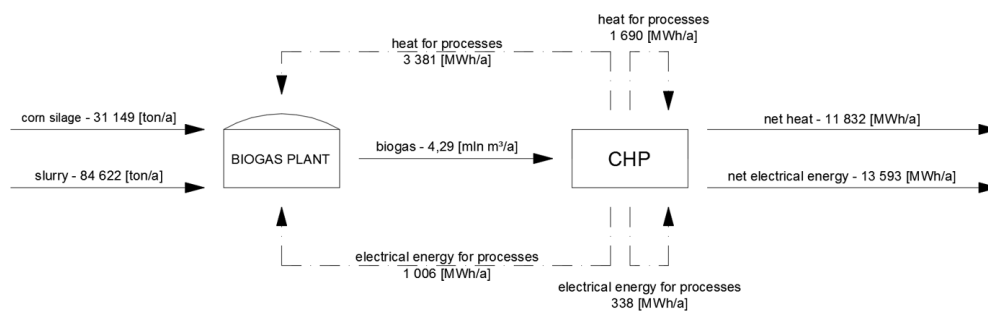 heat for processes
1 690 [MWh/a]
heat for processes
3 381 [MWh/a]
corn silage - 31 149 [ton/a]
net heat - 11 832 [MWh/a]
BIOGAS PLANT
biogas - 4,29 [mln m³/a]
CHP
slurry - 84 622 [ton/a]
net electrical energy - 13 593 [MWh/a]
electrical energy for processes
1 006 [MWh/a]
electrical energy for processes
338 [MWh/a]